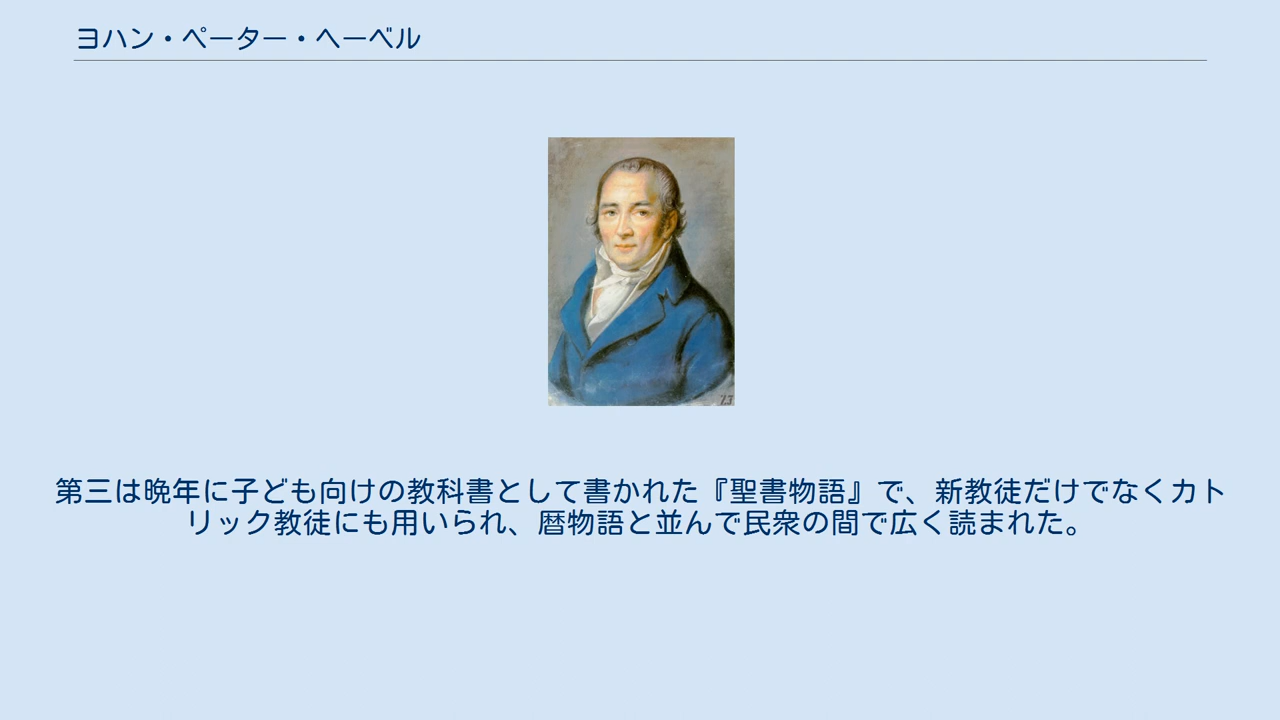 ヨハン・ペーター・ヘーベル
第三は晩年に子ども向けの教科書として書かれた『聖書物語』で、新教徒だけでなくカト
リック教徒にも用いられ、暦物語と並んで民衆の間で広く読まれた。